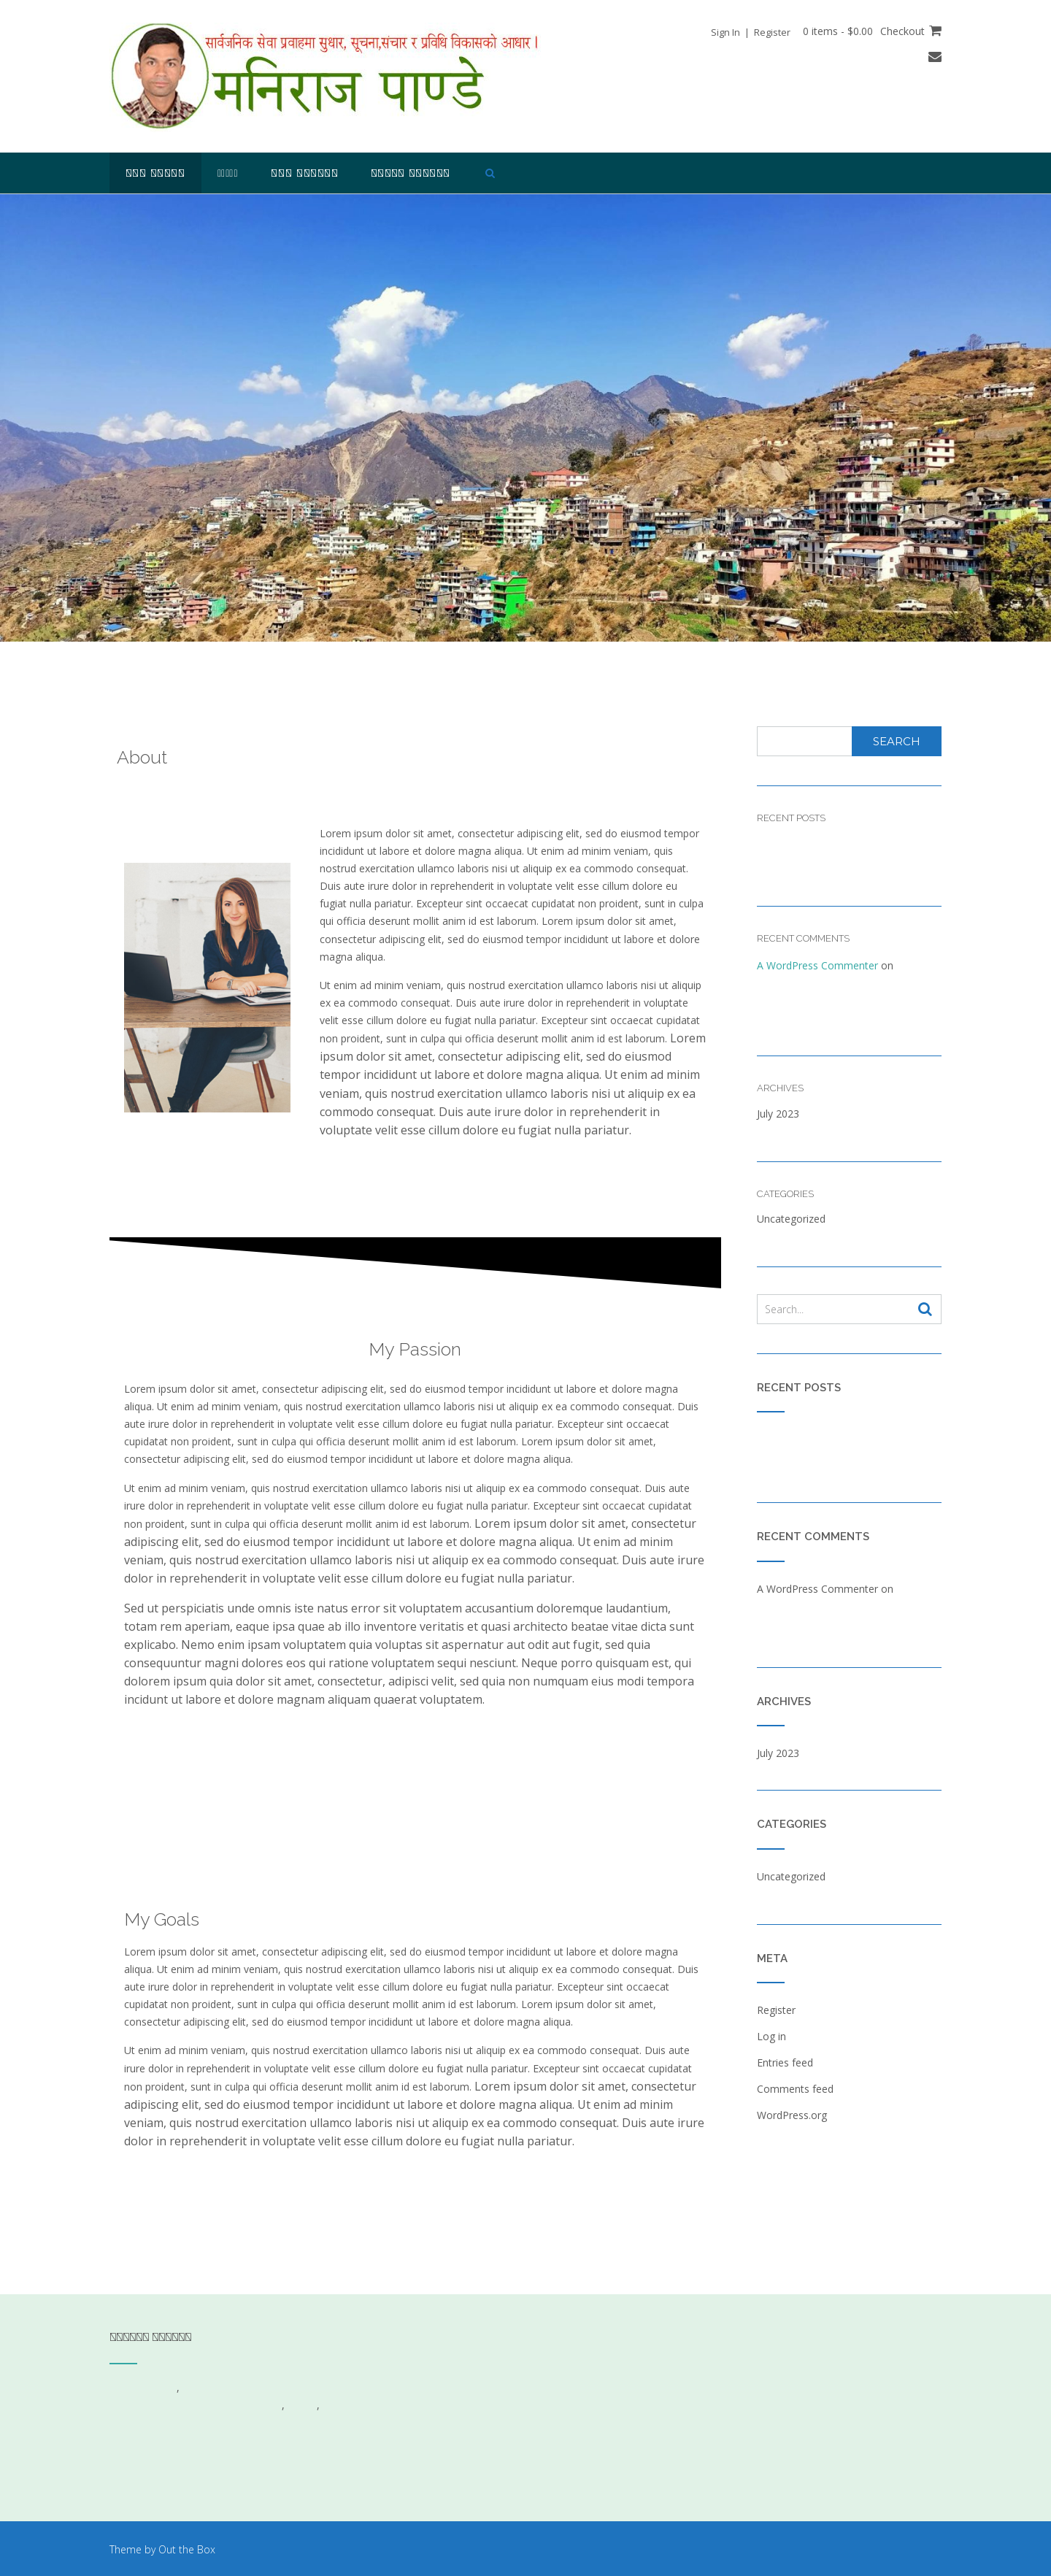 सार्वजनिक सेवा प्रवाहमा सुधार, सूचना,संचार र प्रविधि विकासको आधार ।
मनिराज पाण्डे
Sign In | Register
0 items - $0.00 Checkout
About
Lorem ipsum dolor sit amet, consectetur adipiscing elit, sed do eiusmod tempor
incididunt ut labore et dolore magna aliqua. Ut enim ad minim veniam, quis
nostrud exercitation ullamco laboris nisi ut aliquip ex ea commodo consequat.
Duis aute irure dolor in reprehenderit in voluptate velit esse cillum dolore eu
fugiat nulla pariatur. Excepteur sint occaecat cupidatat non proident, sunt in culpa
qui officia deserunt mollit anim id est laborum. Lorem ipsum dolor sit amet,
consectetur adipiscing elit, sed do eiusmod tempor incididunt ut labore et dolore
magna aliqua.
Ut enim ad minim veniam, quis nostrud exercitation ullamco laboris nisi ut aliquip
ex ea commodo consequat. Duis aute irure dolor in reprehenderit in voluptate
velit esse cillum dolore eu fugiat nulla pariatur. Excepteur sint occaecat cupidatat
non proident, sunt in culpa qui officia deserunt mollit anim id est laborum. Lorem
ipsum dolor sit amet, consectetur adipiscing elit, sed do eiusmod
tempor incididunt ut labore et dolore magna aliqua. Ut enim ad minim
veniam, quis nostrud exercitation ullamco laboris nisi ut aliquip ex ea
commodo consequat. Duis aute irure dolor in reprehenderit in
voluptate velit esse cillum dolore eu fugiat nulla pariatur.
My Passion
Lorem ipsum dolor sit amet, consectetur adipiscing elit, sed do eiusmod tempor incididunt ut labore et dolore magna
aliqua. Ut enim ad minim veniam, quis nostrud exercitation ullamco laboris nisi ut aliquip ex ea commodo consequat. Duis
aute irure dolor in reprehenderit in voluptate velit esse cillum dolore eu fugiat nulla pariatur. Excepteur sint occaecat
cupidatat non proident, sunt in culpa qui officia deserunt mollit anim id est laborum. Lorem ipsum dolor sit amet,
consectetur adipiscing elit, sed do eiusmod tempor incididunt ut labore et dolore magna aliqua.
Ut enim ad minim veniam, quis nostrud exercitation ullamco laboris nisi ut aliquip ex ea commodo consequat. Duis aute
irure dolor in reprehenderit in voluptate velit esse cillum dolore eu fugiat nulla pariatur. Excepteur sint occaecat cupidatat
non proident, sunt in culpa qui officia deserunt mollit anim id est laborum. Lorem ipsum dolor sit amet, consectetur
adipiscing elit, sed do eiusmod tempor incididunt ut labore et dolore magna aliqua. Ut enim ad minim
veniam, quis nostrud exercitation ullamco laboris nisi ut aliquip ex ea commodo consequat. Duis aute irure
dolor in reprehenderit in voluptate velit esse cillum dolore eu fugiat nulla pariatur.
Sed ut perspiciatis unde omnis iste natus error sit voluptatem accusantium doloremque laudantium,
totam rem aperiam, eaque ipsa quae ab illo inventore veritatis et quasi architecto beatae vitae dicta sunt
explicabo. Nemo enim ipsam voluptatem quia voluptas sit aspernatur aut odit aut fugit, sed quia
consequuntur magni dolores eos qui ratione voluptatem sequi nesciunt. Neque porro quisquam est, qui
dolorem ipsum quia dolor sit amet, consectetur, adipisci velit, sed quia non numquam eius modi tempora
incidunt ut labore et dolore magnam aliquam quaerat voluptatem.
My Goals
Lorem ipsum dolor sit amet, consectetur adipiscing elit, sed do eiusmod tempor incididunt ut labore et dolore magna
aliqua. Ut enim ad minim veniam, quis nostrud exercitation ullamco laboris nisi ut aliquip ex ea commodo consequat. Duis
aute irure dolor in reprehenderit in voluptate velit esse cillum dolore eu fugiat nulla pariatur. Excepteur sint occaecat
cupidatat non proident, sunt in culpa qui officia deserunt mollit anim id est laborum. Lorem ipsum dolor sit amet,
consectetur adipiscing elit, sed do eiusmod tempor incididunt ut labore et dolore magna aliqua.
Ut enim ad minim veniam, quis nostrud exercitation ullamco laboris nisi ut aliquip ex ea commodo consequat. Duis aute
irure dolor in reprehenderit in voluptate velit esse cillum dolore eu fugiat nulla pariatur. Excepteur sint occaecat cupidatat
non proident, sunt in culpa qui officia deserunt mollit anim id est laborum. Lorem ipsum dolor sit amet, consectetur
adipiscing elit, sed do eiusmod tempor incididunt ut labore et dolore magna aliqua. Ut enim ad minim
veniam, quis nostrud exercitation ullamco laboris nisi ut aliquip ex ea commodo consequat. Duis aute irure
dolor in reprehenderit in voluptate velit esse cillum dolore eu fugiat nulla pariatur.
SEARCH
RECENT POSTS
RECENT COMMENTS
A WordPress Commenter on
ARCHIVES
July 2023
CATEGORIES
Uncategorized
Search...
RECENT POSTS
RECENT COMMENTS
A WordPress Commenter on
ARCHIVES
July 2023
CATEGORIES
Uncategorized
META
Register
Log in
Entries feed
Comments feed
WordPress.org
Theme by Out the Box